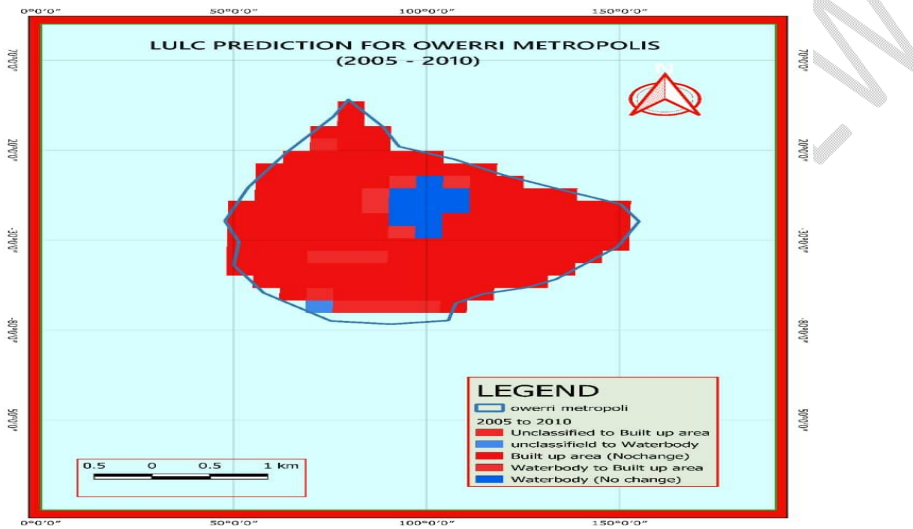 0°0'0" 50°0'0" 100°0'0" 150°0'0"
LULC PREDICTION FOR OWERRI METROPOLIS
(2005 - 2010)
N
LEGEND
owerri metropoli
2005 to 2010
Unclassified to Built up area
unclassifield to Waterbody
Built up area (Nochange)
Waterbody to Built up area
Waterbody (No change)
0.5 0 0.5 1 km
0°0'0" 50°0'0" 100°0'0" 150°0'0"